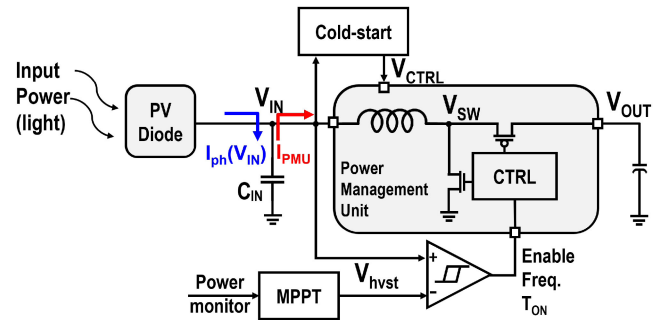 Cold-start
Input
Power
(light)
PV
Diode
V_IN
V_CTRL
V_SW
V_OUT
I_ph(V_IN)
I_PMU
C_IN
Power
Management
Unit
CTRL
Enable
Freq.
T_ON
V_hvst
+
−
Power
monitor
MPPT